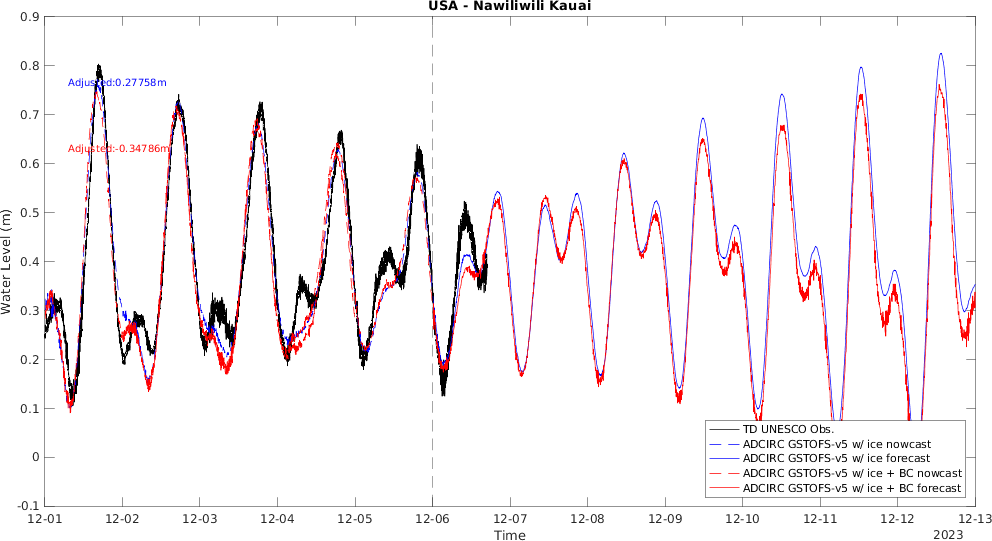 USA - Nawiliwili Kauai
0.9
0.8
0.7
0.6
0.5
0.4
0.3
0.2
0.1
0
-0.1
Water Level (m)
Adjusted:0.27758m
Adjusted:-0.34786m
TD UNESCO Obs.
ADCIRC GSTOFS-v5 w/ ice nowcast
ADCIRC GSTOFS-v5 w/ ice forecast
ADCIRC GSTOFS-v5 w/ ice + BC nowcast
ADCIRC GSTOFS-v5 w/ ice + BC forecast
12-01 12-02 12-03 12-04 12-05 12-06 12-07 12-08 12-09 12-10 12-11 12-12 12-13
Time
2023